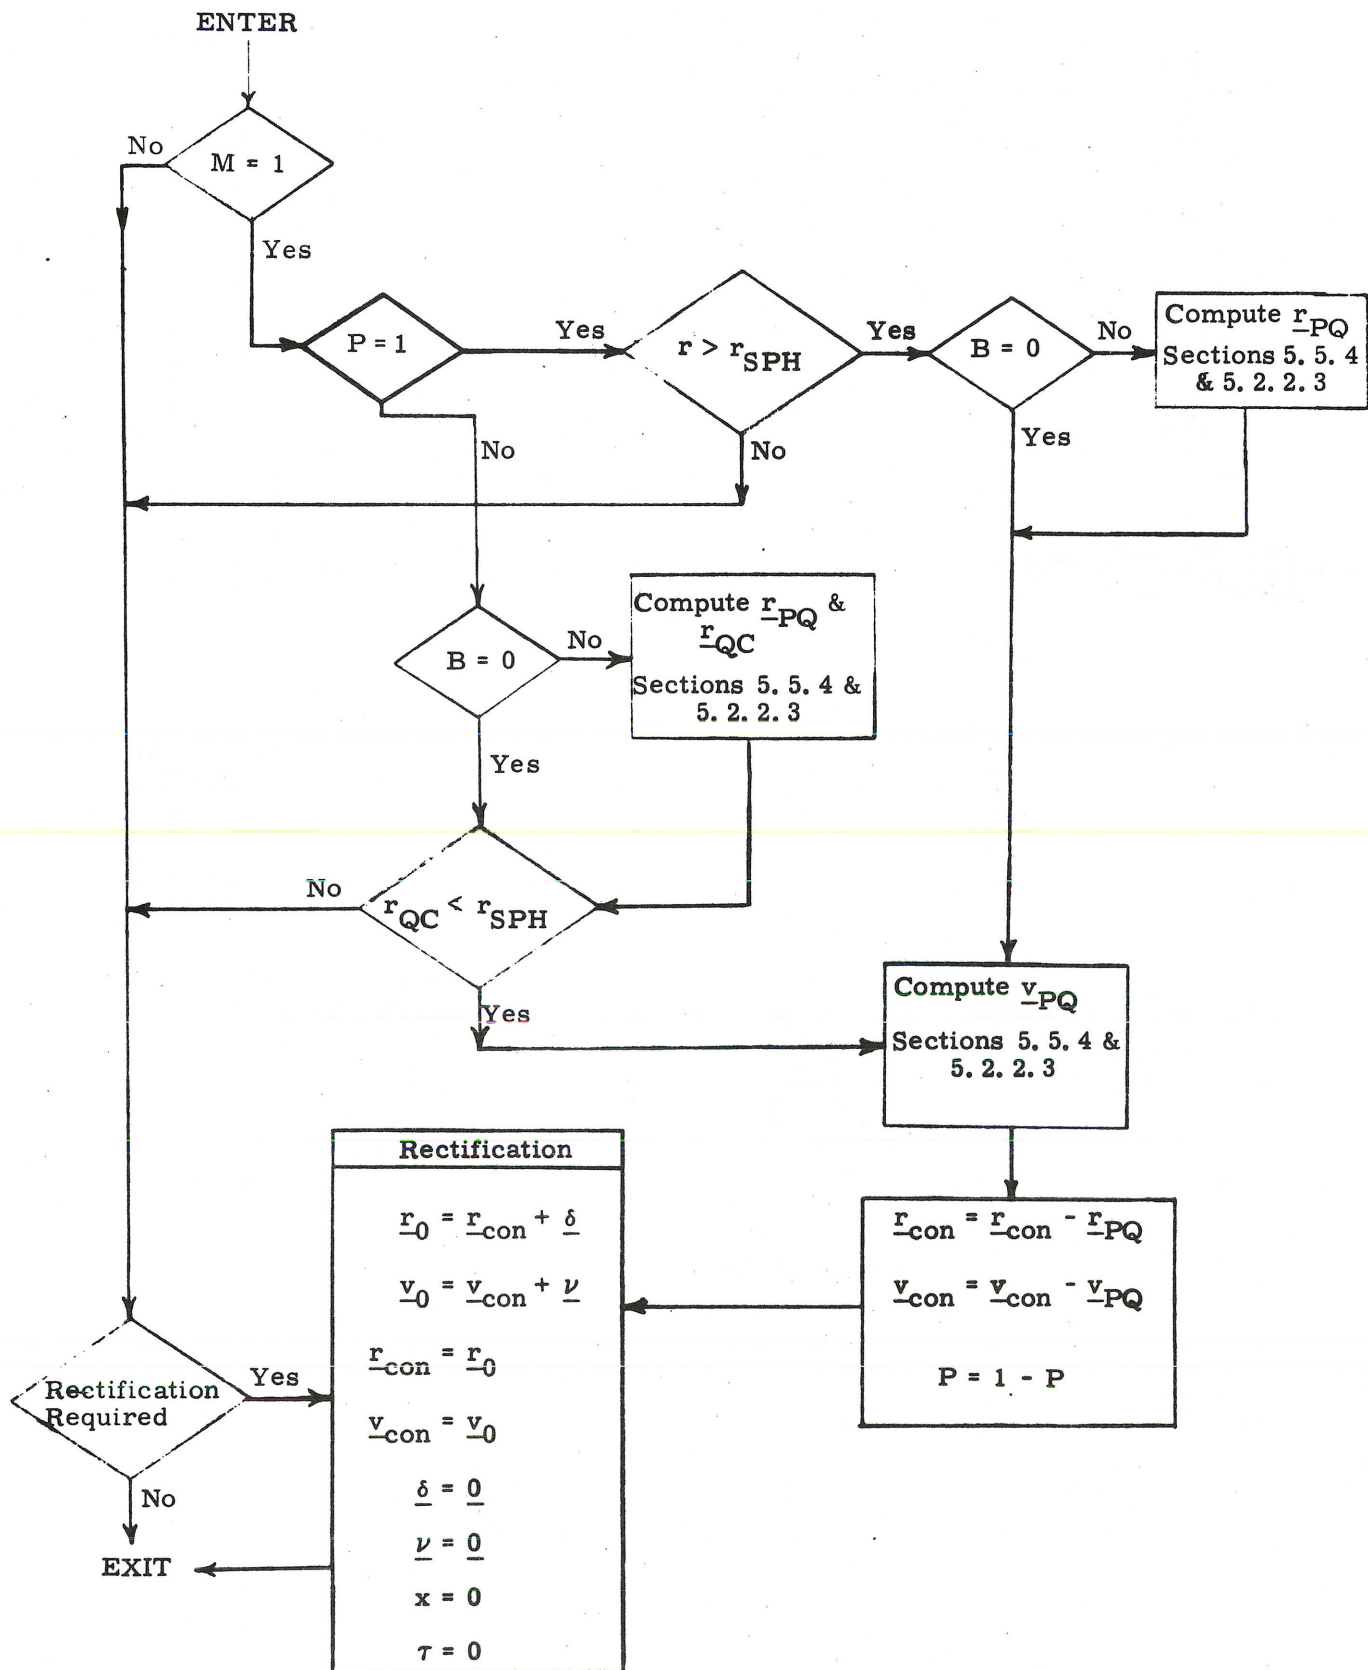 ENTER
No
M = 1
Yes
P = 1
Yes
r > r_SPH
Yes
B = 0
No
Compute r_PQ
Sections 5. 5. 4
& 5. 2. 2. 3
No
No
Yes
B = 0
No
Compute r_PQ &
r_QC
Sections 5. 5. 4 &
5. 2. 2. 3
Yes
No
r_QC < r_SPH
Yes
Compute v_PQ
Sections 5. 5. 4 &
5. 2. 2. 3
Rectification
r_0 = r_con + δ
v_0 = v_con + ν
r_con = r_0
v_con = v_0
δ = 0
ν = 0
x = 0
τ = 0
r_con = r_con - r_PQ
v_con = v_con - v_PQ
P = 1 - P
Rectification
Required
Yes
No
EXIT